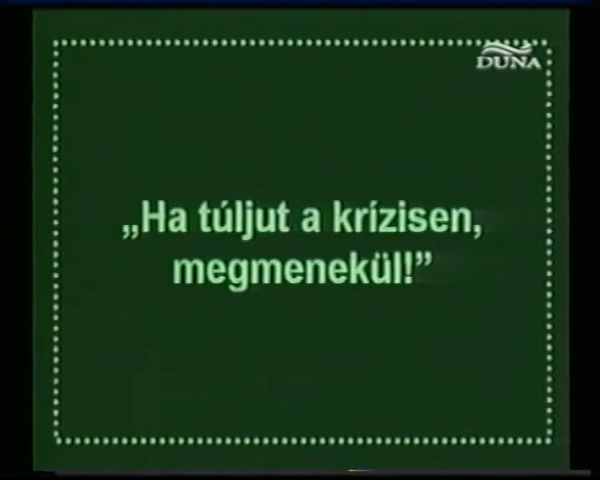 DUNA
„Ha túljut a krízisen,
megmenekül!”